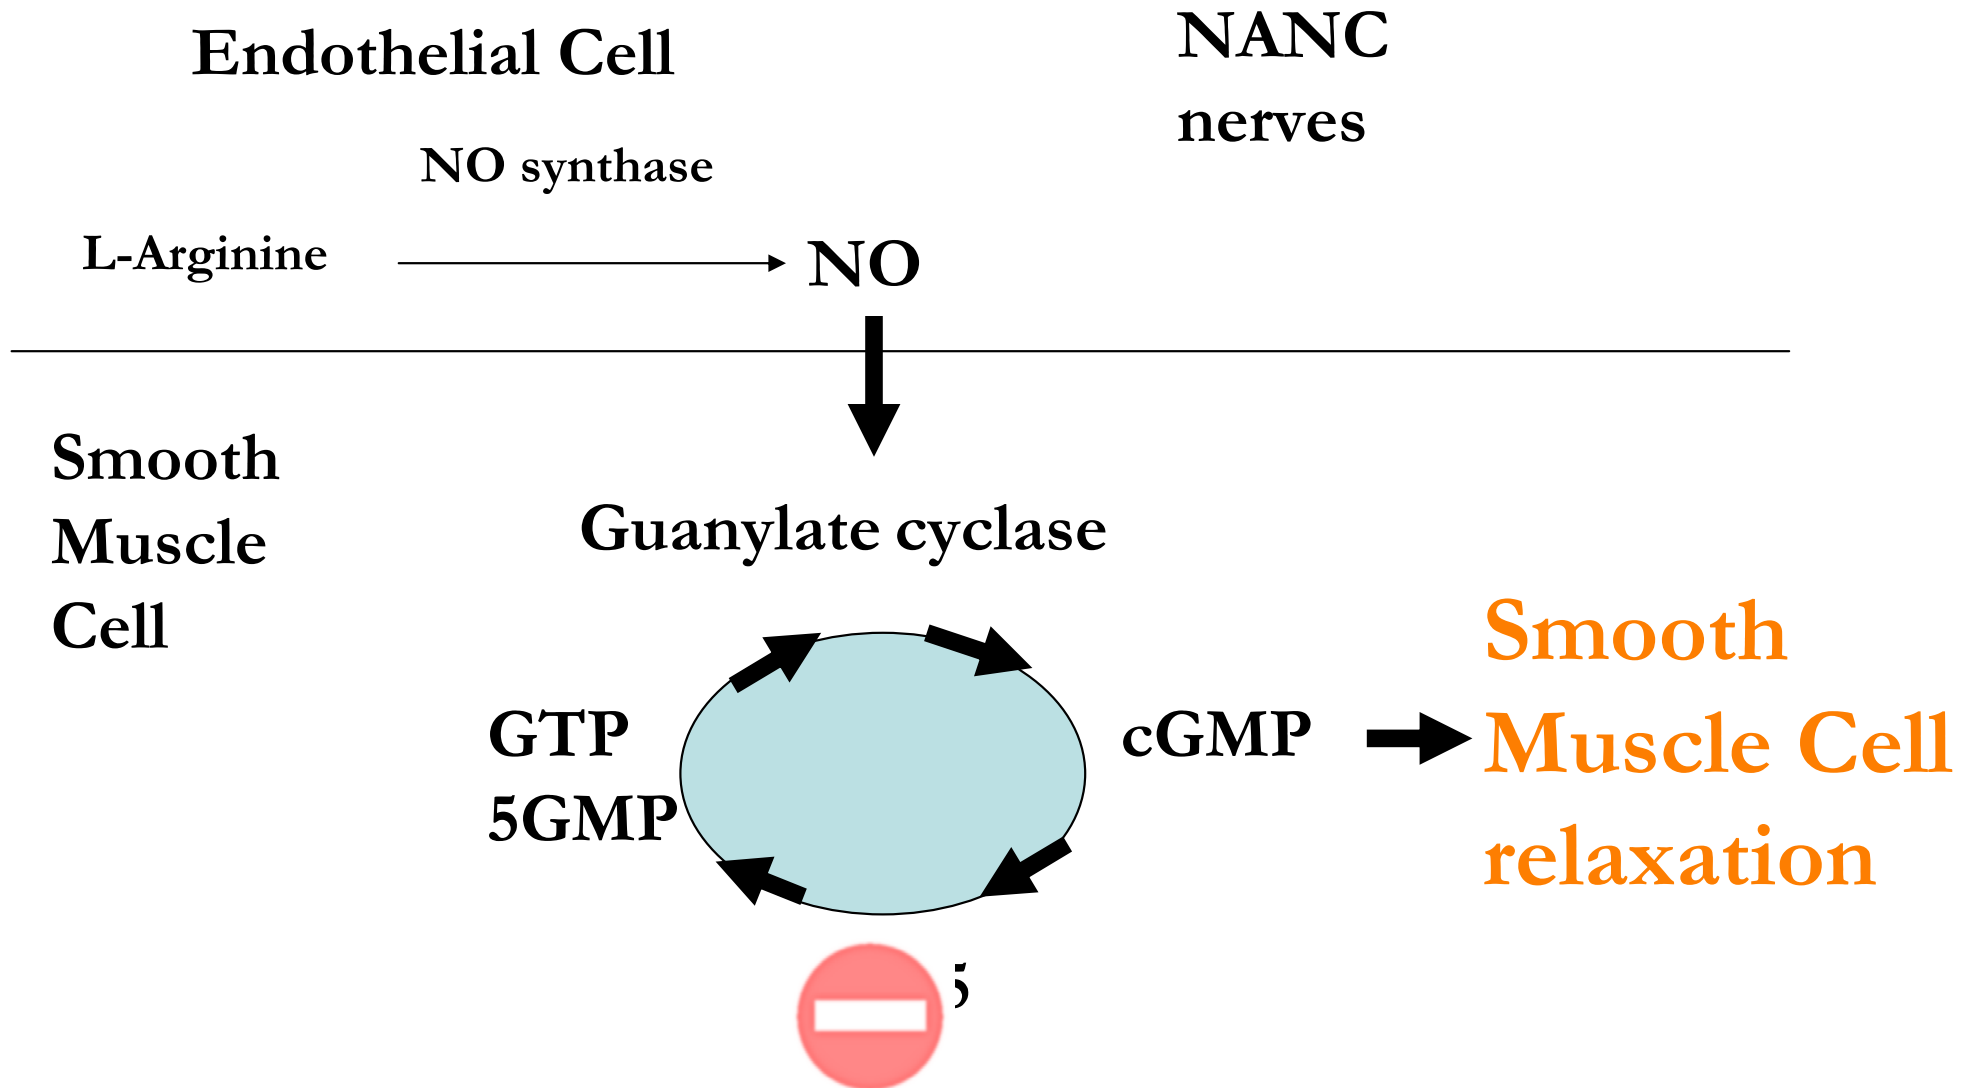 Endothelial Cell
NANC
nerves
NO synthase
L-Arginine
NO
Smooth
Muscle
Cell
Guanylate cyclase
GTP
5GMP
cGMP
Smooth
Muscle Cell
relaxation
5